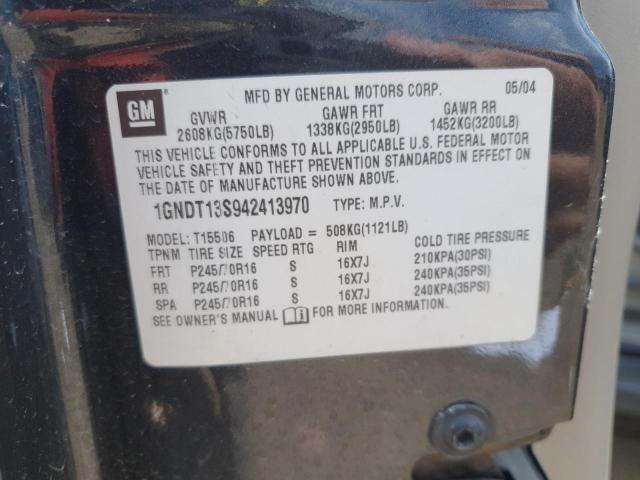 GM
MFD BY GENERAL MOTORS CORP. 05/04
GVWR GAWR FRT GAWR RR
2608KG(5750LB) 1338KG(2950LB) 1452KG(3200LB)
THIS VEHICLE CONFORMS TO ALL APPLICABLE U.S. FEDERAL MOTOR
VEHICLE SAFETY AND THEFT PREVENTION STANDARDS IN EFFECT ON
THE DATE OF MANUFACTURE SHOWN ABOVE.
1GNDT13S942413970 TYPE: M.P.V.
MODEL: T15506 PAYLOAD = 508KG(1121LB)
TPNM TIRE SIZE SPEED RTG RIM COLD TIRE PRESSURE
FRT P245/70R16 S 16X7J 210KPA(30PSI)
RR P245/70R16 S 16X7J 240KPA(35PSI)
SPA P245/70R16 S 16X7J 240KPA(35PSI)
SEE OWNER'S MANUAL i FOR MORE INFORMATION.